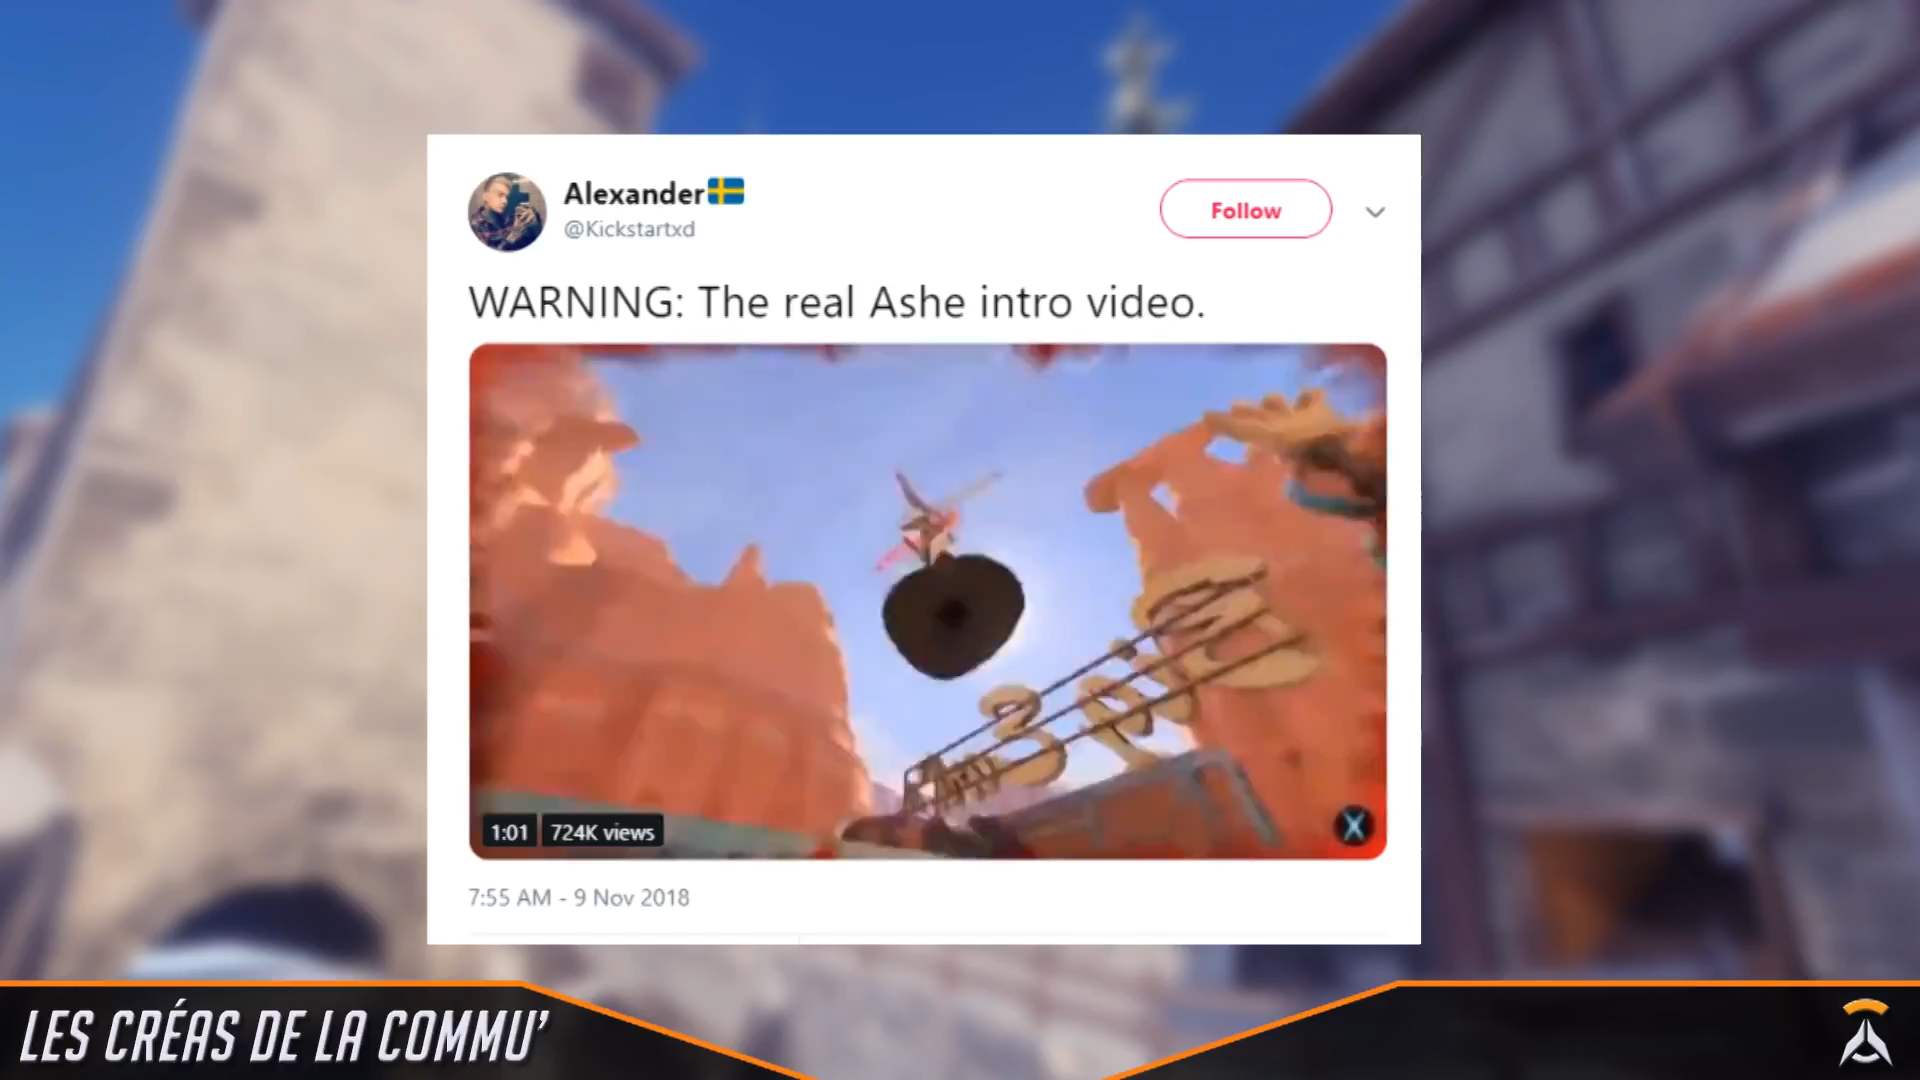 Alexander
@Kickstartxd
Follow
WARNING: The real Ashe intro video.
1:01
724K views
7:55 AM - 9 Nov 2018
LES CRÉAS DE LA COMMU’